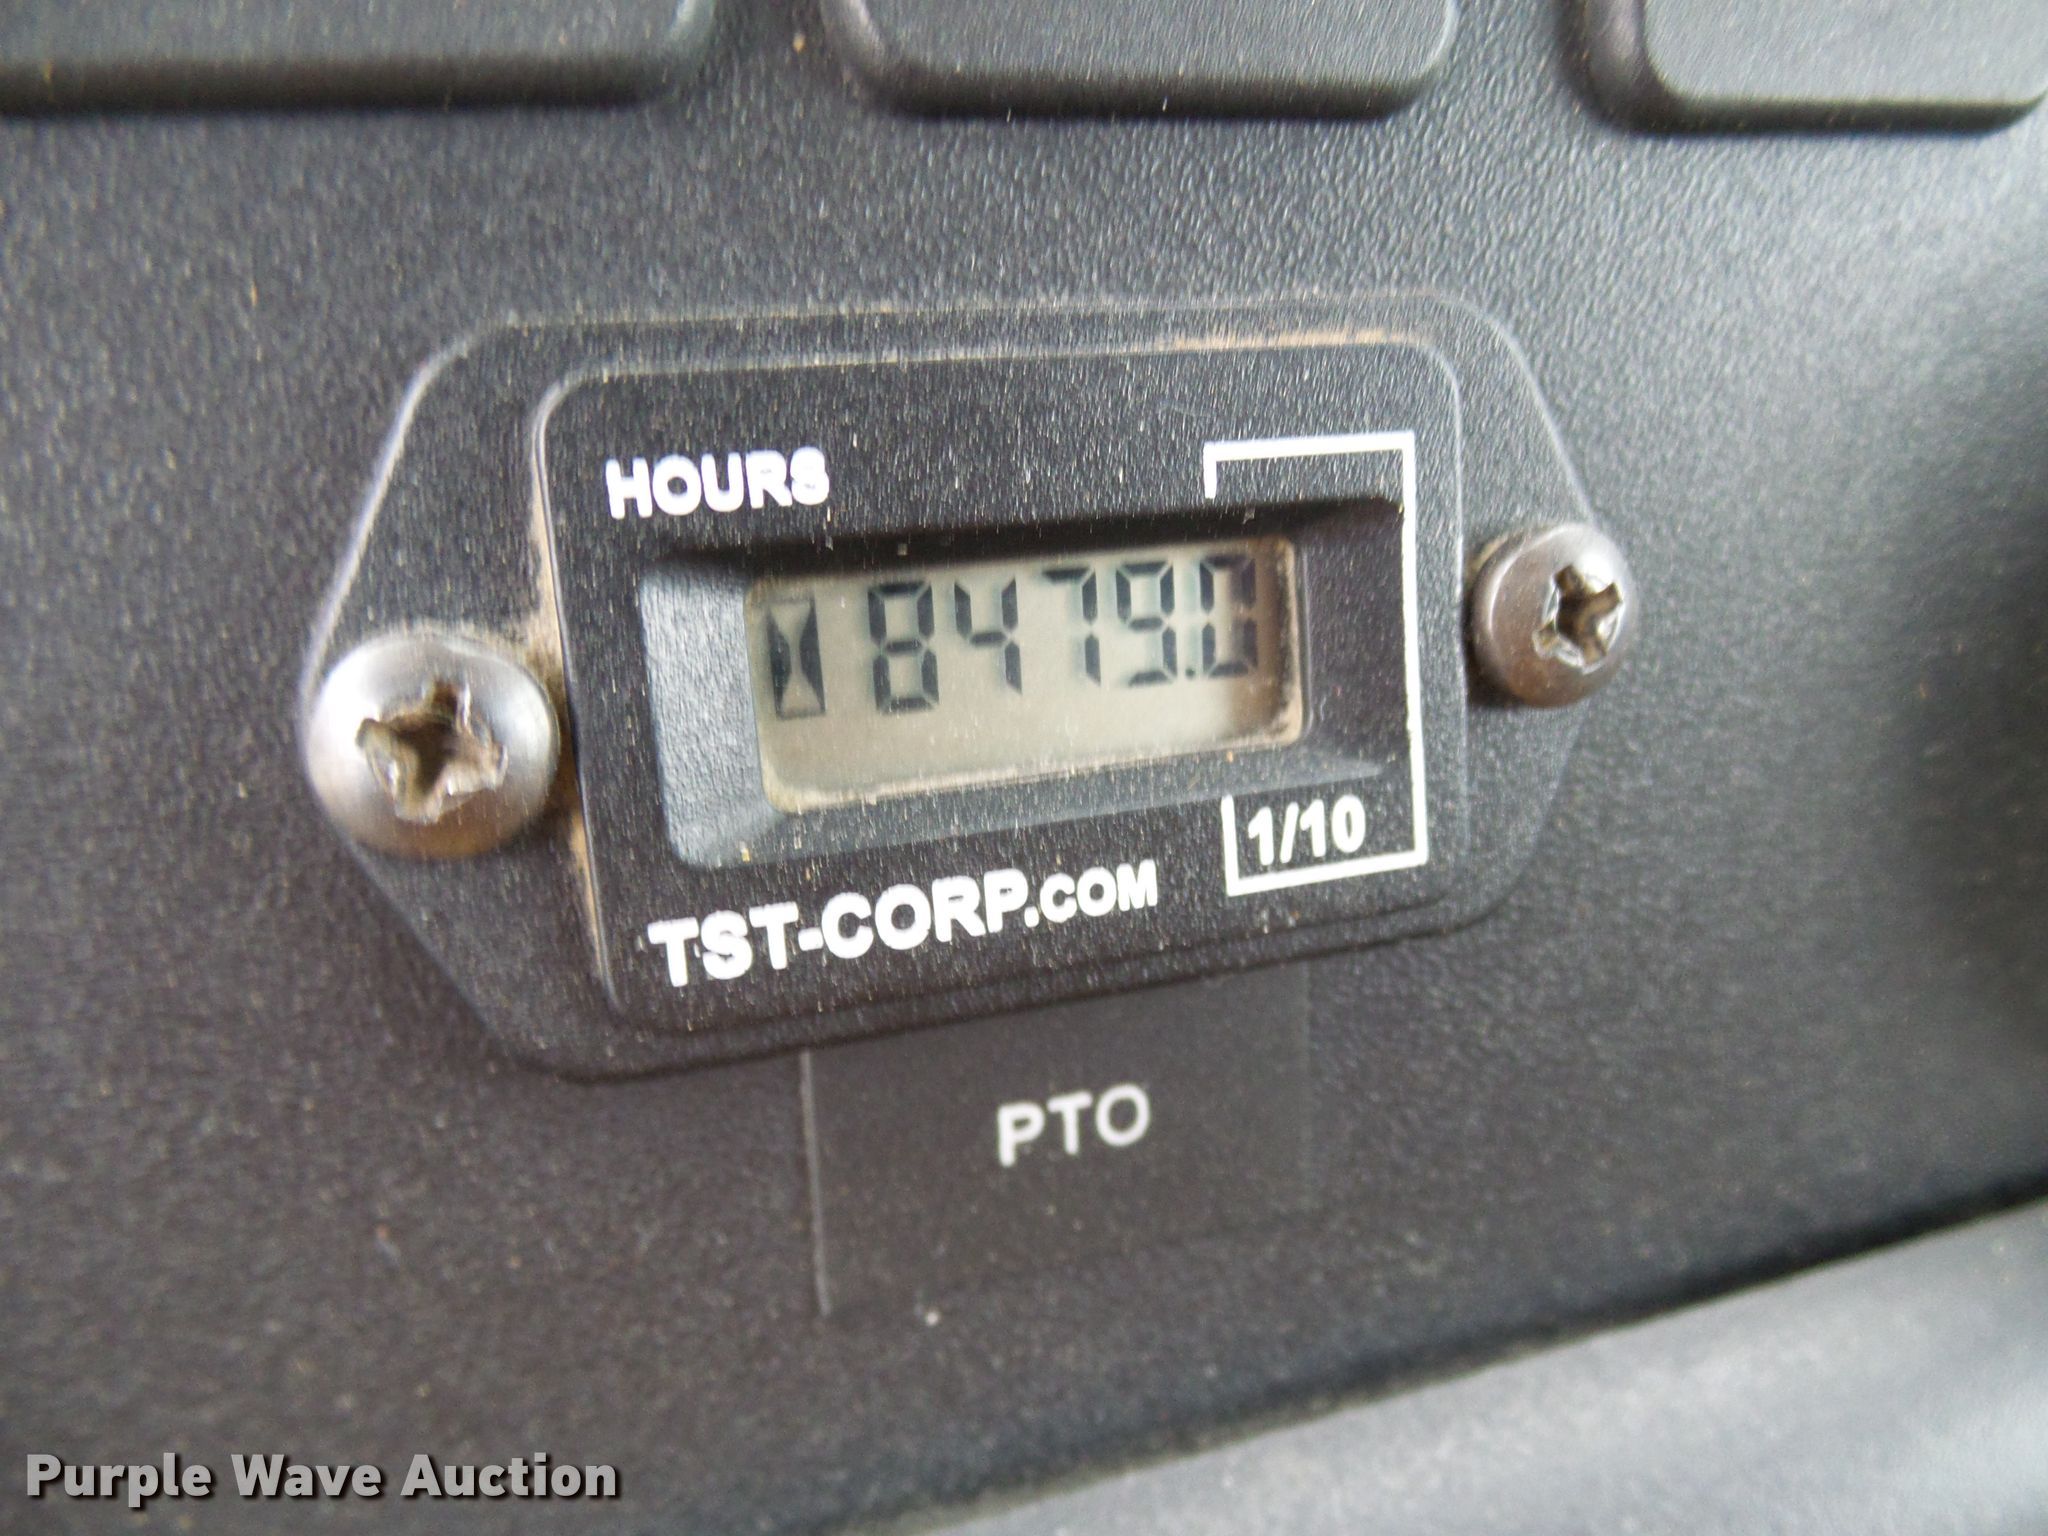 HOURS
8479.0
1/10
TST-CORP.COM
PTO
Purple Wave Auction